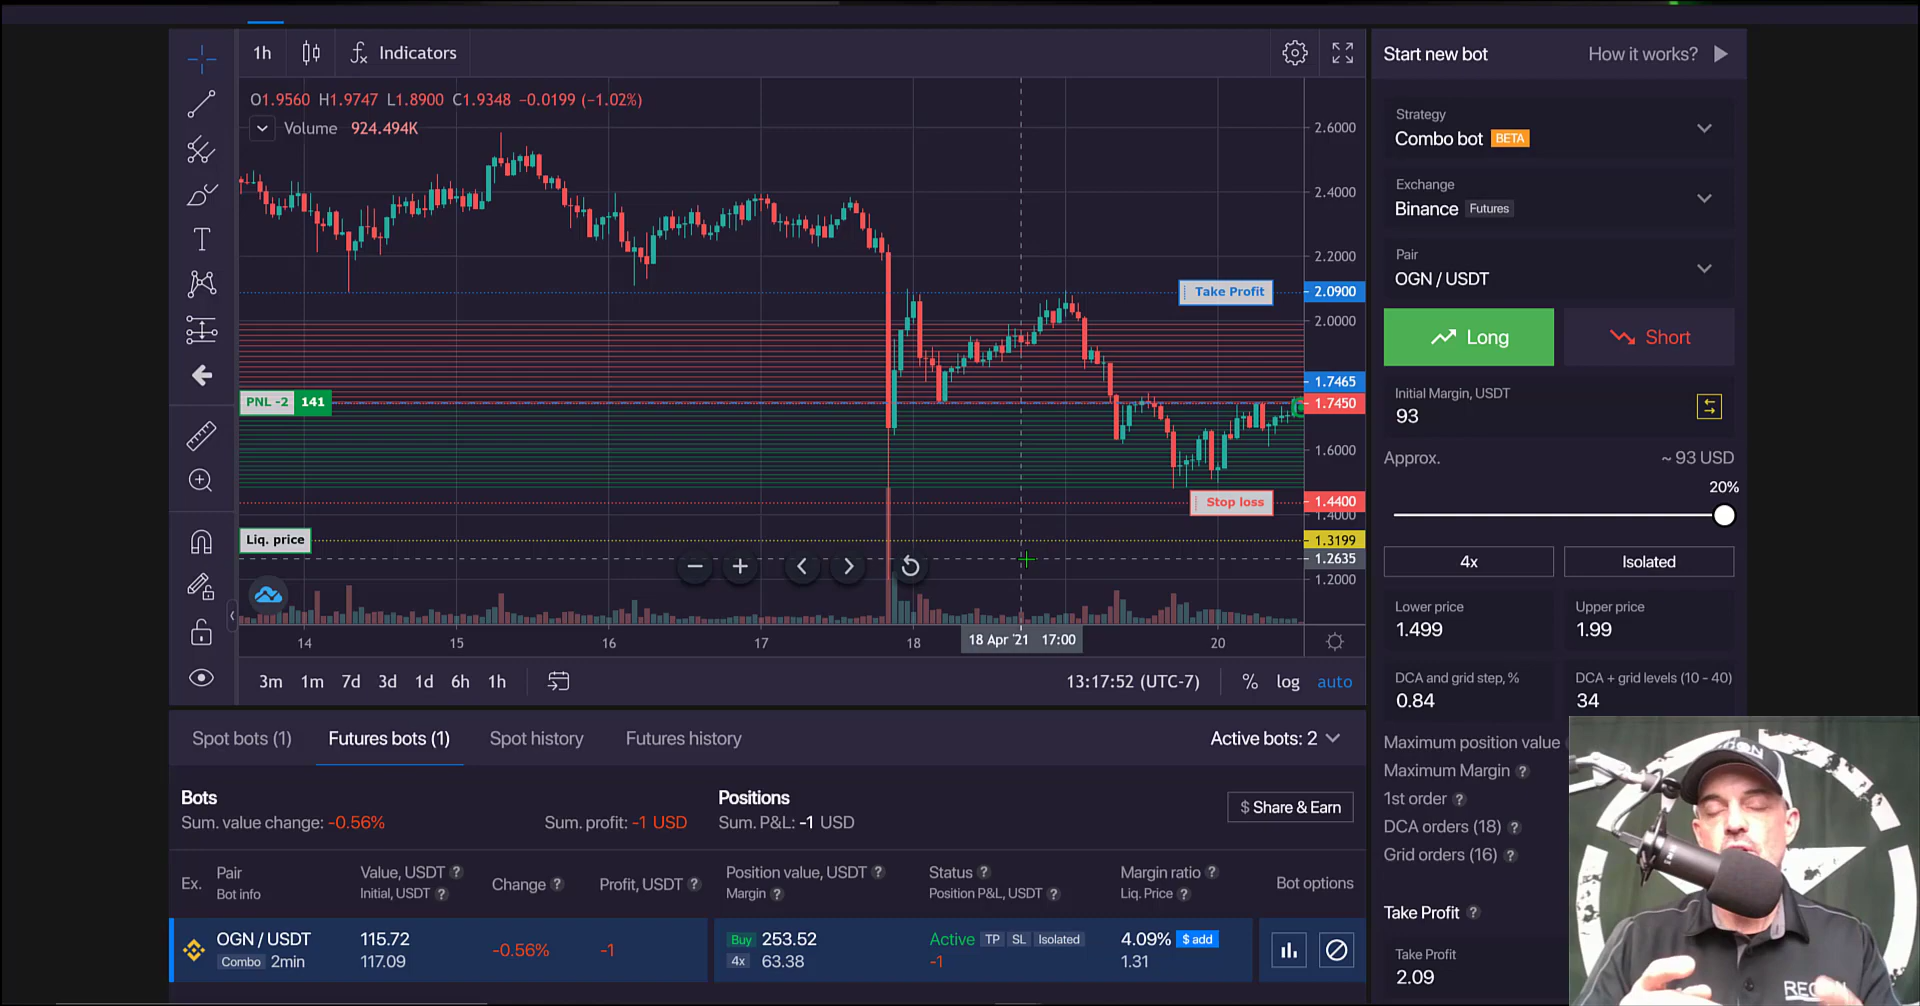 1h
Indicators
O1.9560 H1.9747 L1.8900 C1.9348 −0.0199 (−1.02%)
Volume 924.494K
2.6000
2.4000
2.2000
Take Profit
2.0900
2.0000
1.7465
PNL -2 141
1.7450
1.6000
Stop loss
1.4400
1.4000
Liq. price
1.3199
1.2635
1.2000
14 15 16 17 18 18 Apr '21 17:00 20
3m 1m 7d 3d 1d 6h 1h
13:17:52 (UTC-7) % log auto
Start new bot How it works?
Strategy
Combo bot BETA
Exchange
Binance Futures
Pair
OGN / USDT
Long Short
Initial Margin, USDT
93
Approx. ~ 93 USD
20%
4x Isolated
Lower price Upper price
1.499 1.99
DCA and grid step, % DCA + grid levels (10 - 40)
0.84 34
Maximum position value
Maximum Margin ?
1st order ?
DCA orders (18) ?
Grid orders (16) ?
Take Profit ?
Take Profit
2.09
Spot bots (1) Futures bots (1) Spot history Futures history Active bots: 2
Bots Positions
Sum. value change: -0.56% Sum. profit: -1 USD Sum. P&L: -1 USD
$ Share & Earn
Ex. Pair Value, USDT ? Change ? Profit, USDT ? Position value, USDT ? Status ? Margin ratio ? Bot options
Bot info Initial, USDT ? Margin ? Position P&L, USDT ? Liq. Price ?
OGN / USDT 115.72 -0.56% -1 Buy 253.52 Active TP SL Isolated 4.09% $ add
Combo 2min 117.09 4x 63.38 -1 1.31